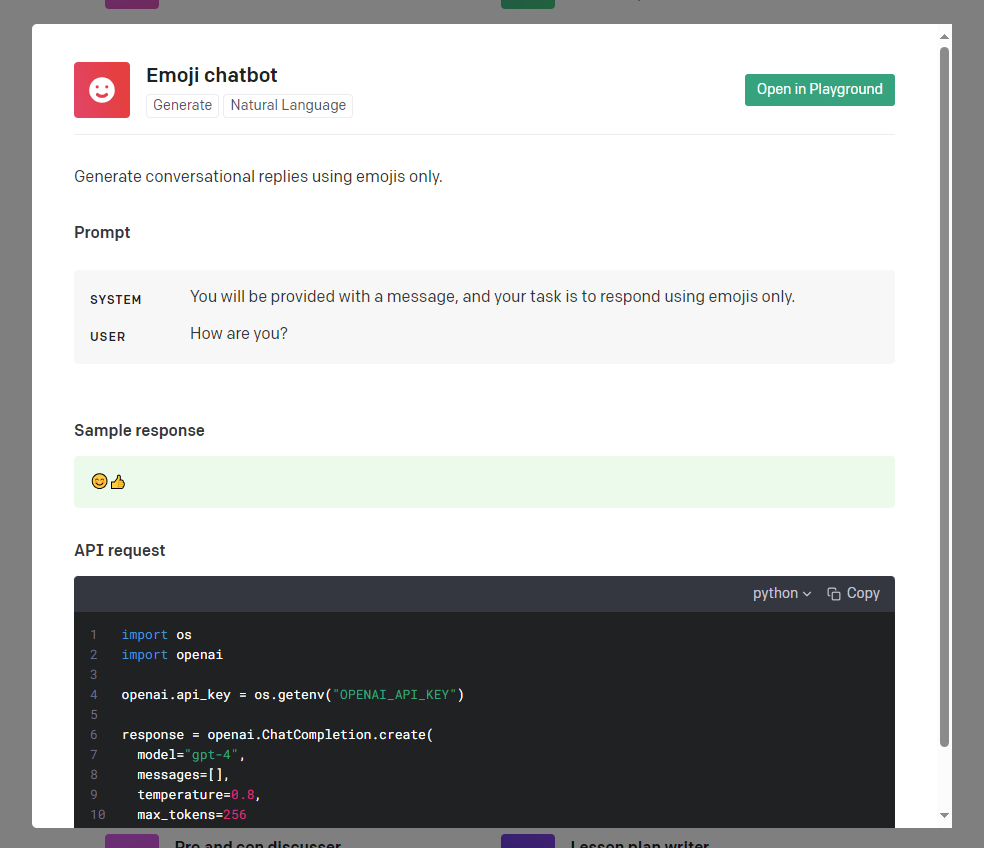 Emoji chatbot
Generate
Natural Language
Open in Playground
Generate conversational replies using emojis only.
Prompt
SYSTEM You will be provided with a message, and your task is to respond using emojis only.
USER How are you?
Sample response
😊👍
API request
python Copy
1 import os
2 import openai
3
4 openai.api_key = os.getenv("OPENAI_API_KEY")
5
6 response = openai.ChatCompletion.create(
7 model="gpt-4",
8 messages=[],
9 temperature=0.8,
10 max_tokens=256
Pro and con discusser
Lesson plan writer